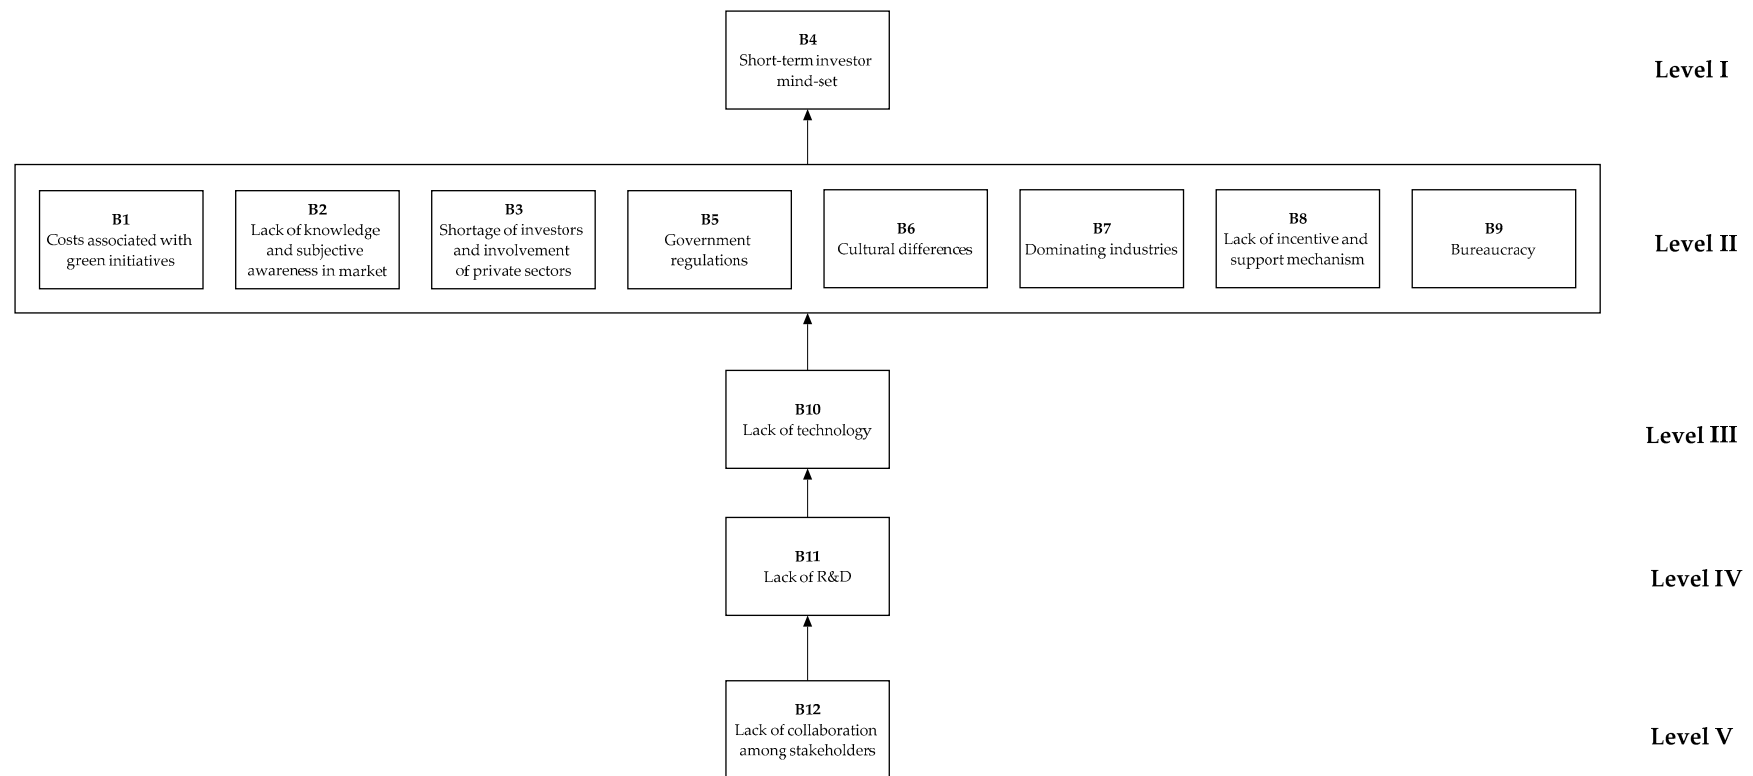 B4
Short-term investor
mind-set
Level I
B1
Costs associated with
green initiatives
B2
Lack of knowledge
and subjective
awareness in market
B3
Shortage of investors
and involvement
of private sectors
B5
Government
regulations
B6
Cultural differences
B7
Dominating industries
B8
Lack of incentive and
support mechanism
B9
Bureaucracy
Level II
B10
Lack of technology
Level III
B11
Lack of R&D
Level IV
B12
Lack of collaboration
among stakeholders
Level V